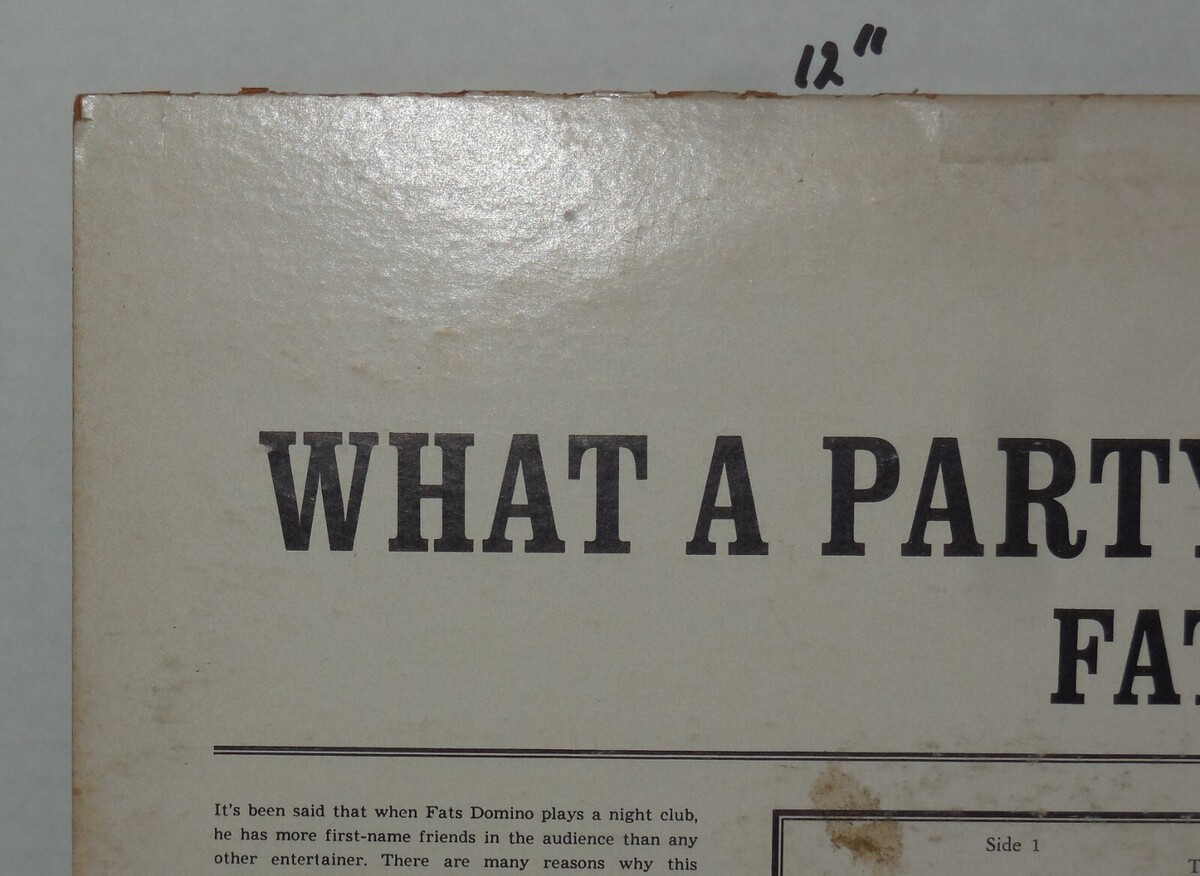 12"
WHAT A PARTY
FAT
It's been said that when Fats Domino plays a night club,
he has more first-name friends in the audience than any
other entertainer. There are many reasons why this
Side 1
T